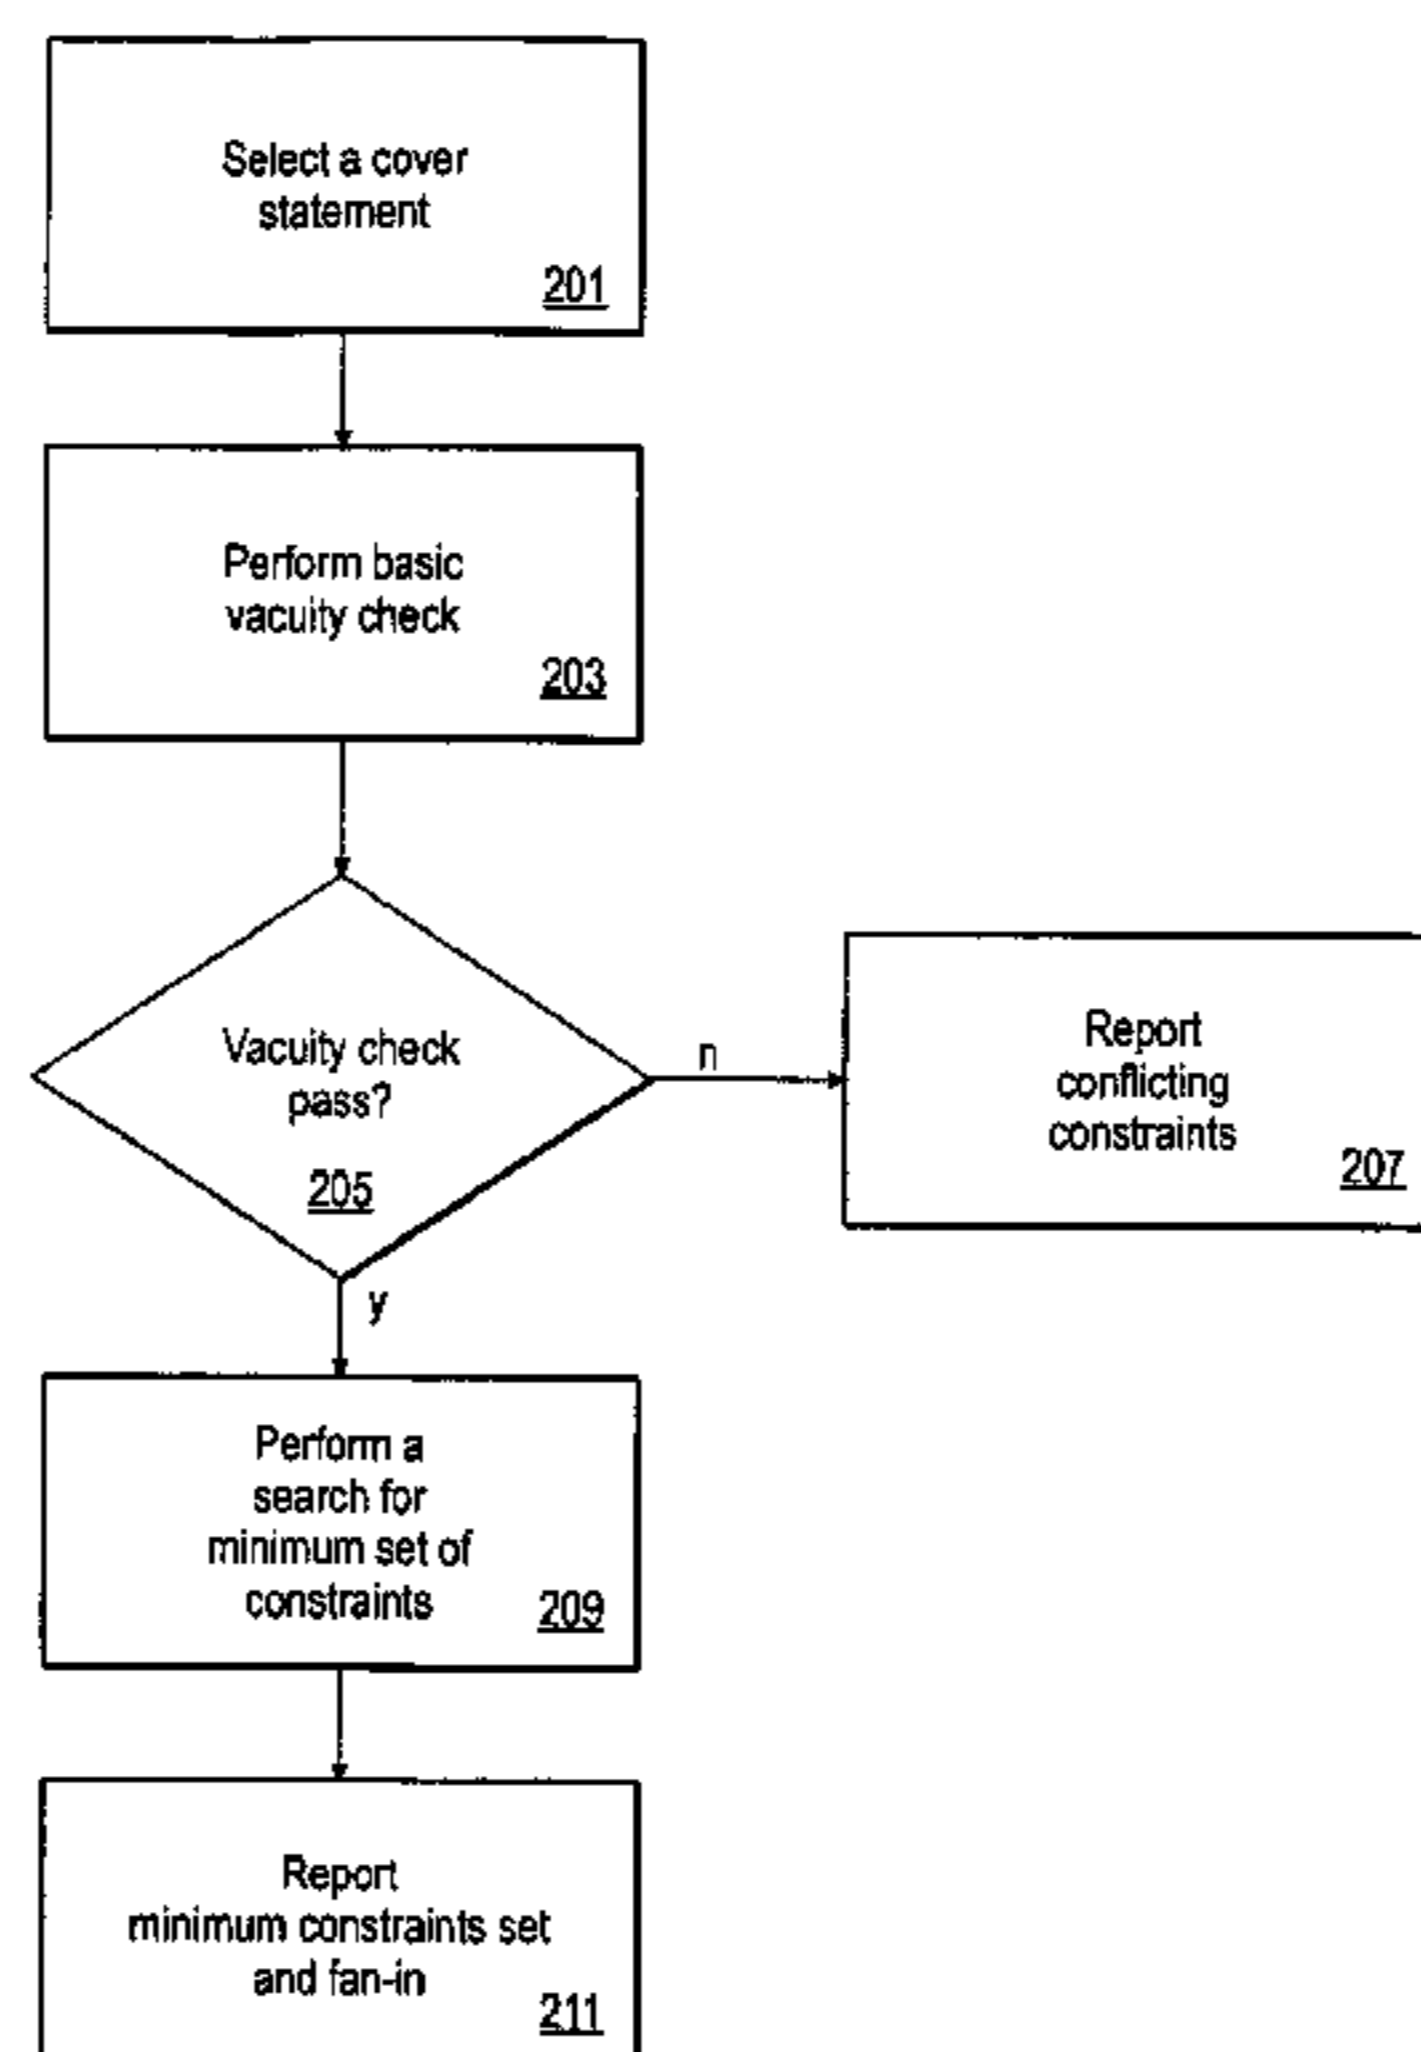 Select a cover
statement
201
Perform basic
vacuity check
203
Vacuity check
pass?
205
n
Report
conflicting
constraints
207
y
Perform a
search for
minimum set of
constraints
209
Report
minimum constraints set
and fan-in
211